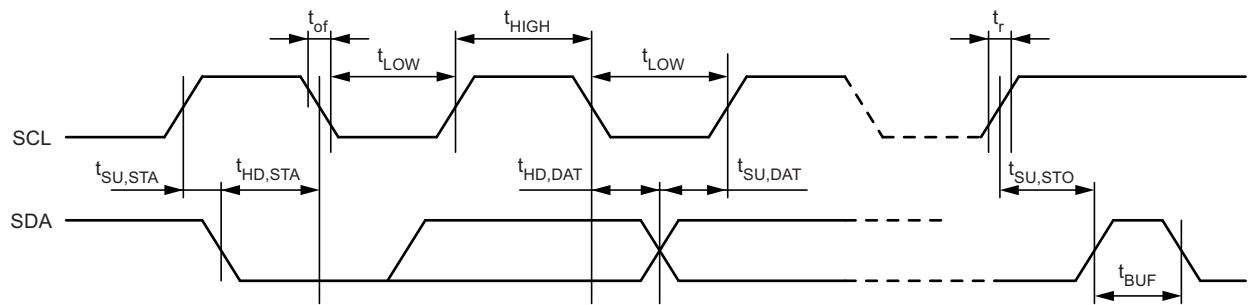 t_of
t_HIGH
t_r
t_LOW
t_LOW
SCL
t_SU,STA
t_HD,STA
t_HD,DAT
t_SU,DAT
t_SU,STO
SDA
t_BUF